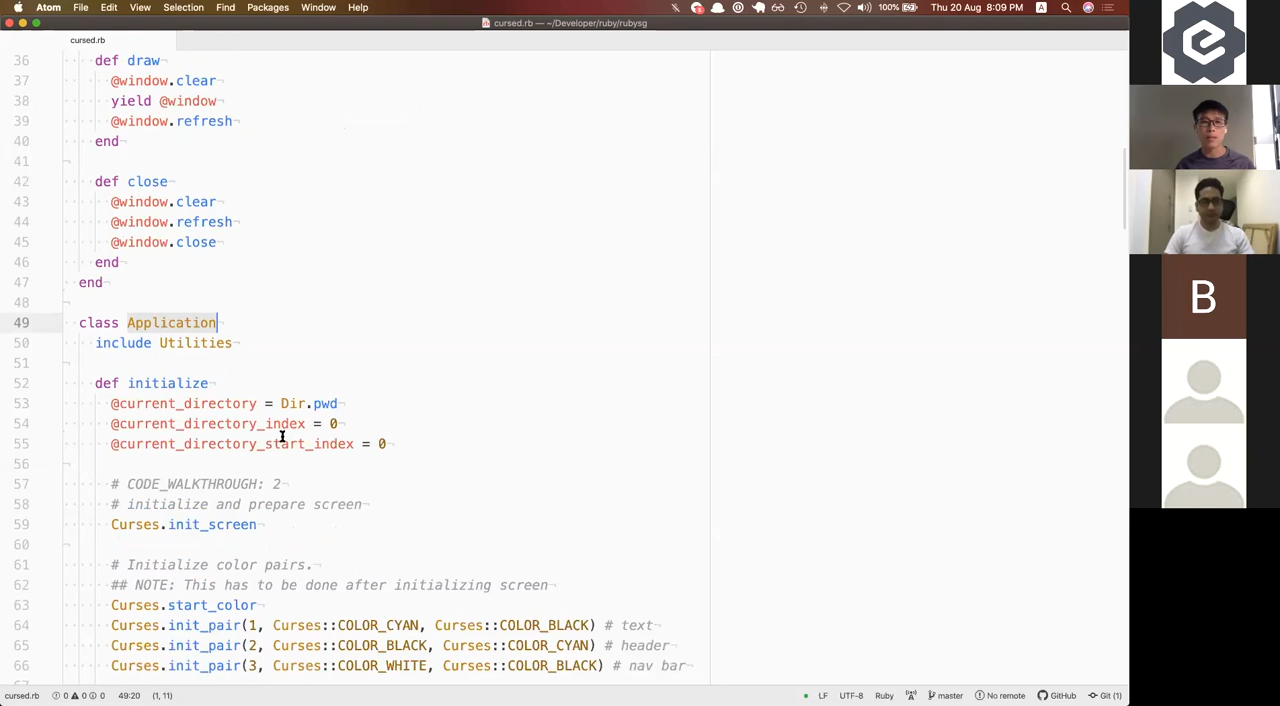 Atom File Edit View Selection Find Packages Window Help 100% Thu 20 Aug 8:09 PM
cursed.rb — ~/Developer/ruby/rubysg
cursed.rb
36 def draw
37 @window.clear
38 yield @window
39 @window.refresh
40 end
41
42 def close
43 @window.clear
44 @window.refresh
45 @window.close
46 end
47 end
48
49 class Application
50 include Utilities
51
52 def initialize
53 @current_directory = Dir.pwd
54 @current_directory_index = 0
55 @current_directory_start_index = 0
56
57 # CODE_WALKTHROUGH: 2
58 # initialize and prepare screen
59 Curses.init_screen
60
61 # Initialize color pairs.
62 ## NOTE: This has to be done after initializing screen
63 Curses.start_color
64 Curses.init_pair(1, Curses::COLOR_CYAN, Curses::COLOR_BLACK) # text
65 Curses.init_pair(2, Curses::COLOR_BLACK, Curses::COLOR_CYAN) # header
66 Curses.init_pair(3, Curses::COLOR_WHITE, Curses::COLOR_BLACK) # nav bar
cursed.rb 0 0 0 49:20 (1, 11) LF UTF-8 Ruby master No remote GitHub Git (1)
B